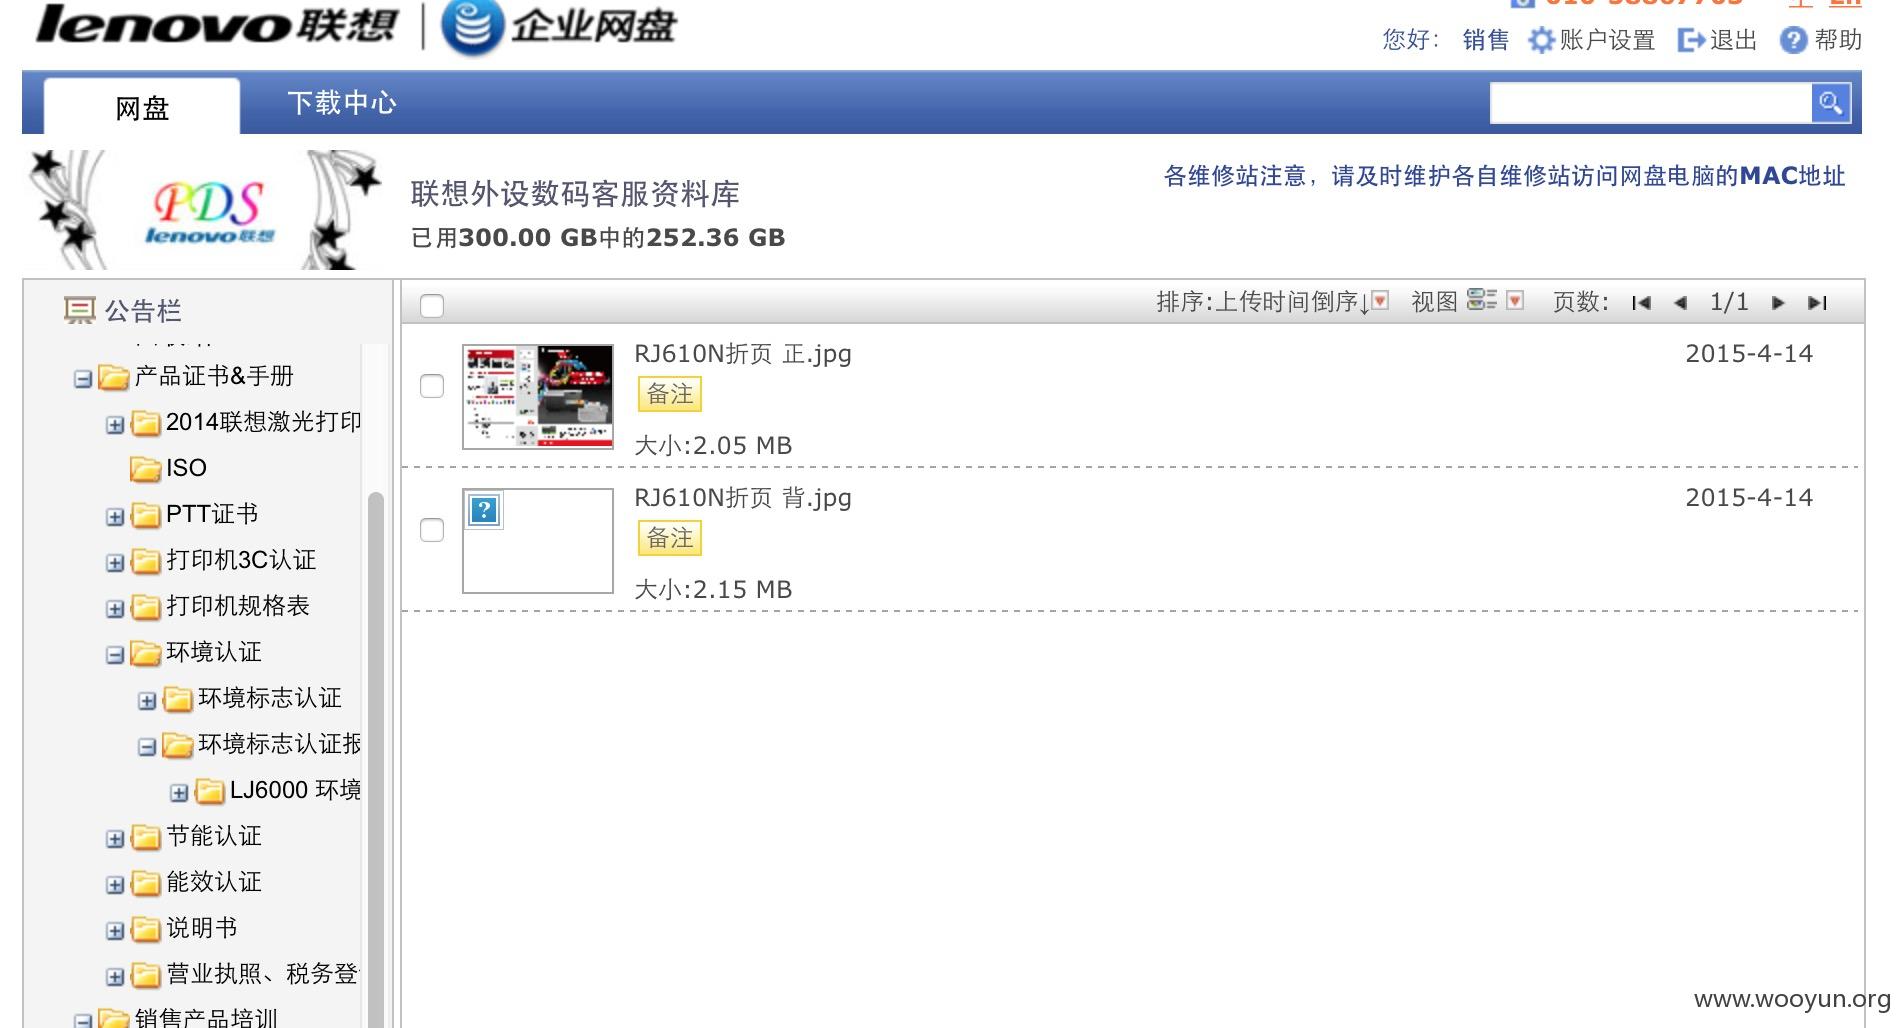 lenovo联想 企业网盘
您好： 销售 账户设置 退出 帮助
网盘 下载中心
PDS
lenovo联想
联想外设数码客服资料库
已用300.00 GB中的252.36 GB
各维修站注意，请及时维护各自维修站访问网盘电脑的MAC地址
公告栏
产品证书&手册
2014联想激光打印
ISO
PTT证书
打印机3C认证
打印机规格表
环境认证
环境标志认证
环境标志认证报
LJ6000 环境
节能认证
能效认证
说明书
营业执照、税务登
销售产品培训
排序:上传时间倒序↓ 视图 页数: 1/1
RJ610N折页 正.jpg 2015-4-14
备注
大小:2.05 MB
RJ610N折页 背.jpg 2015-4-14
备注
大小:2.15 MB
www.wooyun.org